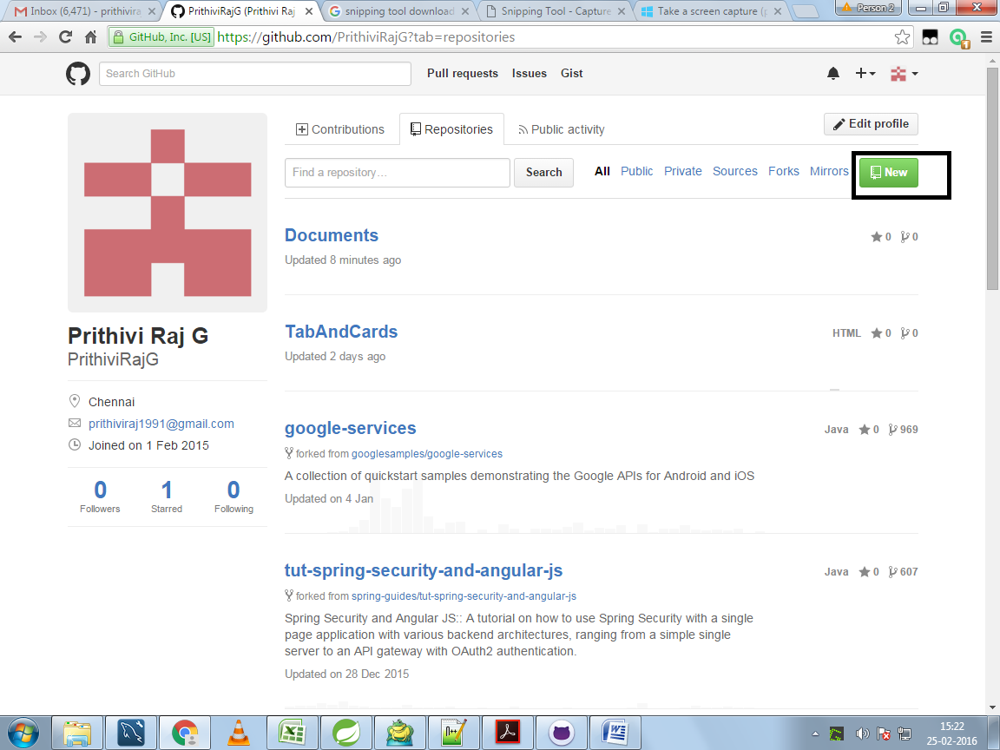 Inbox (6,471) - prithivira
PrithiviRajG (Prithivi Raj
snipping tool download
Snipping Tool - Capture
Take a screen capture (p
Person 2
GitHub, Inc. [US] https://github.com/PrithiviRajG?tab=repositories
1
Search GitHub
Pull requests Issues Gist
Contributions Repositories Public activity
Edit profile
Find a repository… Search All Public Private Sources Forks Mirrors New
Documents 0 0
Updated 8 minutes ago
TabAndCards HTML 0 0
Updated 2 days ago
Prithivi Raj G
PrithiviRajG
Chennai
prithiviraj1991@gmail.com
Joined on 1 Feb 2015
0 1 0
Followers Starred Following
google-services Java 0 969
forked from googlesamples/google-services
A collection of quickstart samples demonstrating the Google APIs for Android and iOS
Updated on 4 Jan
tut-spring-security-and-angular-js Java 0 607
forked from spring-guides/tut-spring-security-and-angular-js
Spring Security and Angular JS:: A tutorial on how to use Spring Security with a single
page application with various backend architectures, ranging from a simple single
server to an API gateway with OAuth2 authentication.
Updated on 28 Dec 2015
15:22
25-02-2016